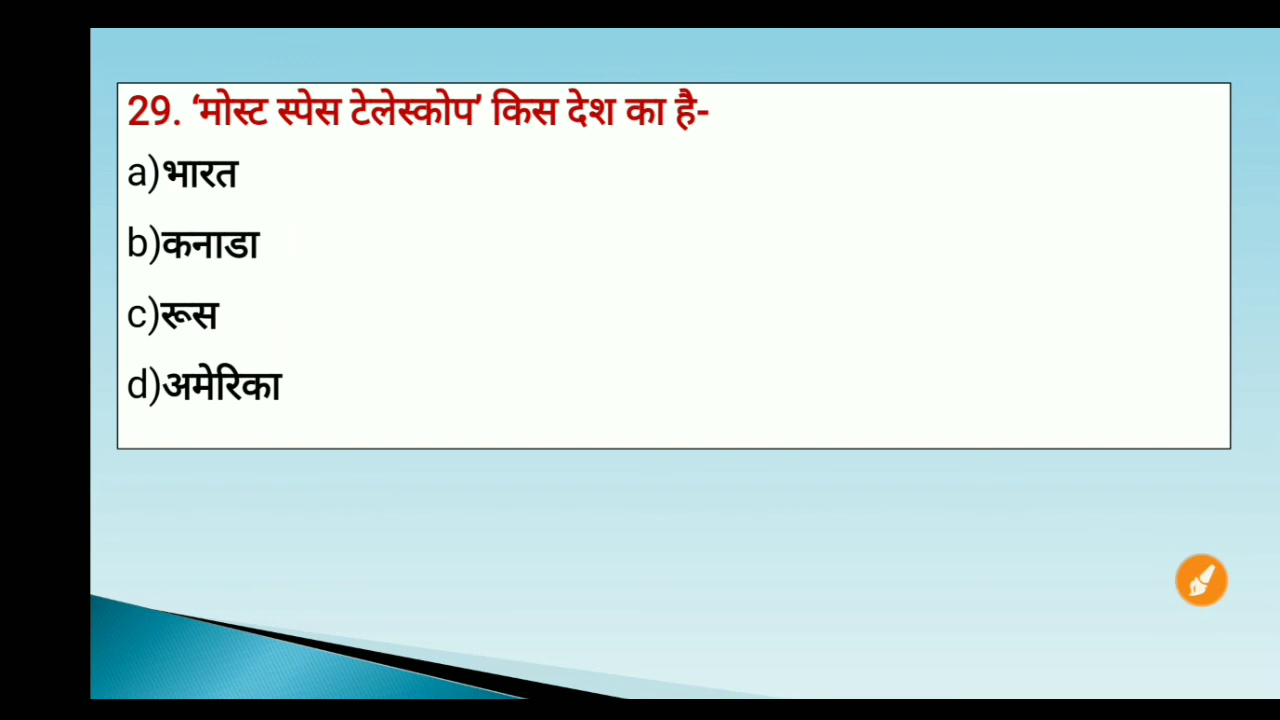 29. ‘मोस्ट स्पेस टेलेस्कोप’ किस देश का है-
a)भारत
b)कनाडा
c)रूस
d)अमेरिका